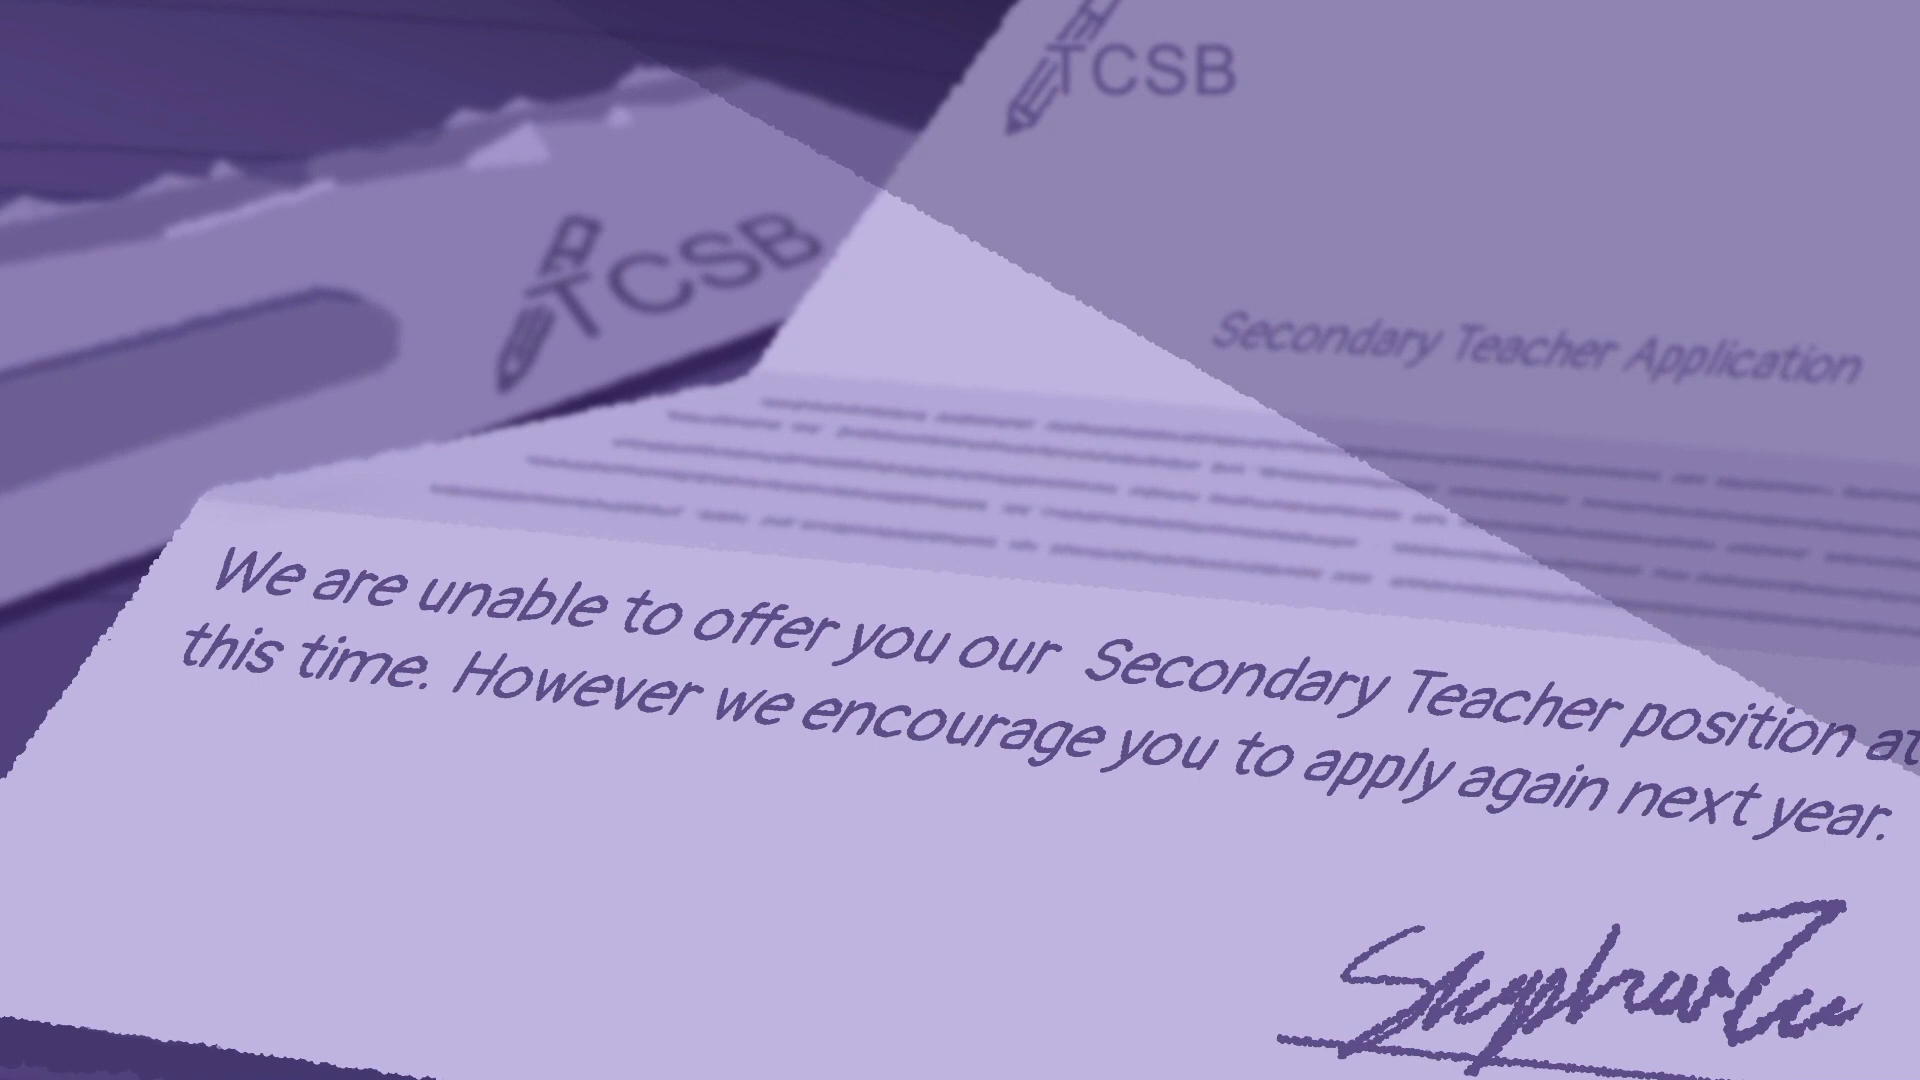 TCSB
TCSB
Secondary Teacher Application
We are unable to offer you our Secondary Teacher position at
this time. However we encourage you to apply again next year.